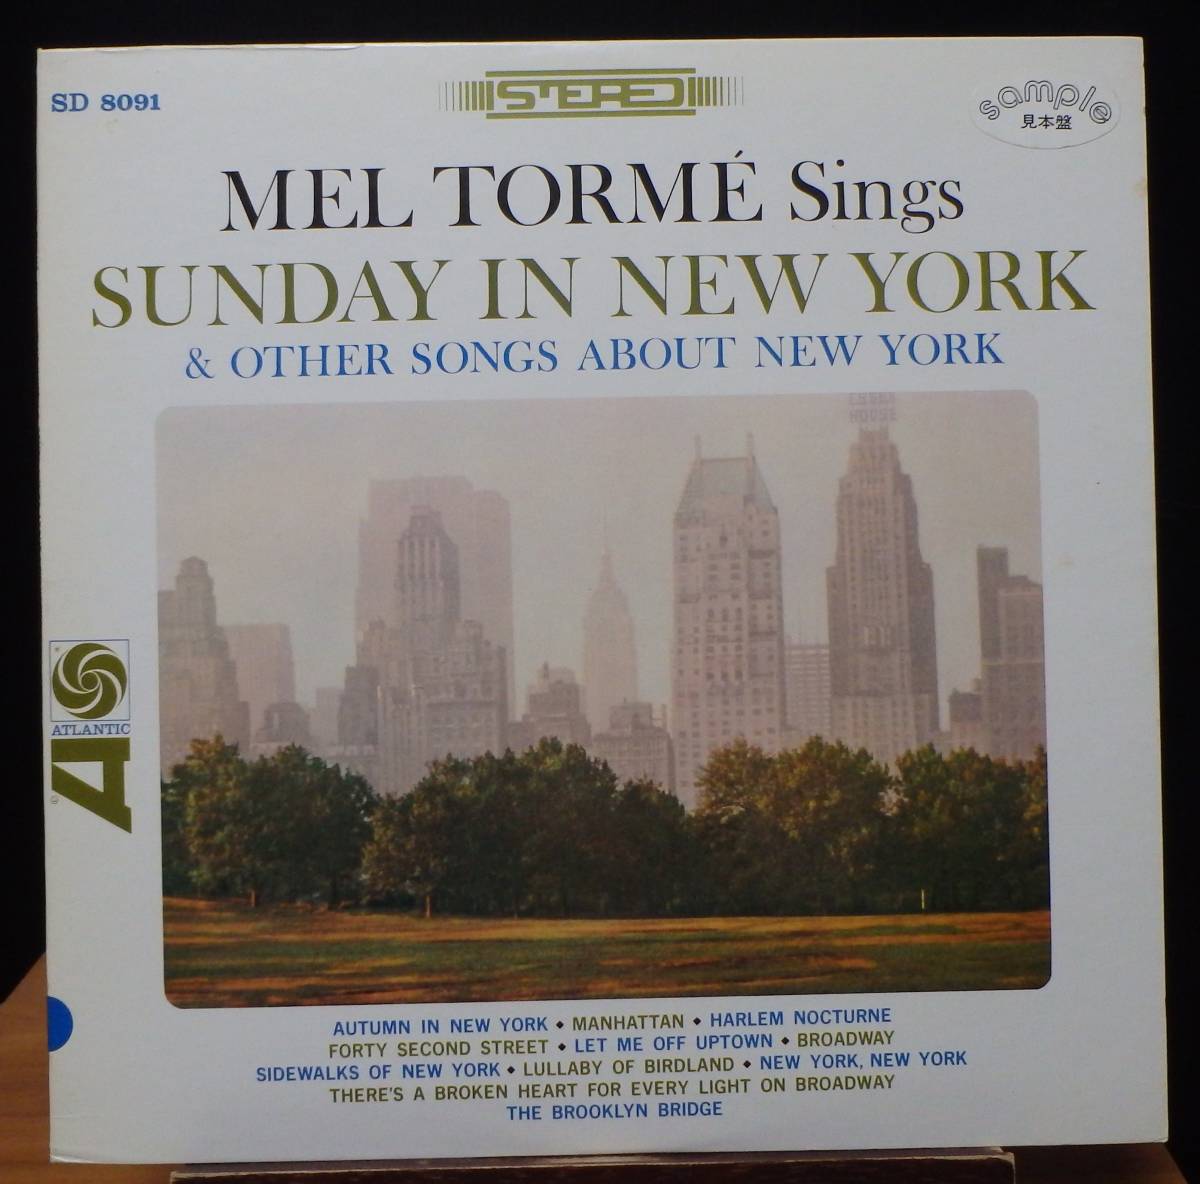 SD 8091
STEREO
sample
見本盤
MEL TORMÉ Sings
SUNDAY IN NEW YORK
& OTHER SONGS ABOUT NEW YORK
ESSEX
HOUSE
ATLANTIC
AUTUMN IN NEW YORK ◆ MANHATTAN ◆ HARLEM NOCTURNE
FORTY SECOND STREET ◆ LET ME OFF UPTOWN ◆ BROADWAY
SIDEWALKS OF NEW YORK ◆ LULLABY OF BIRDLAND ◆ NEW YORK, NEW YORK
THERE'S A BROKEN HEART FOR EVERY LIGHT ON BROADWAY
THE BROOKLYN BRIDGE